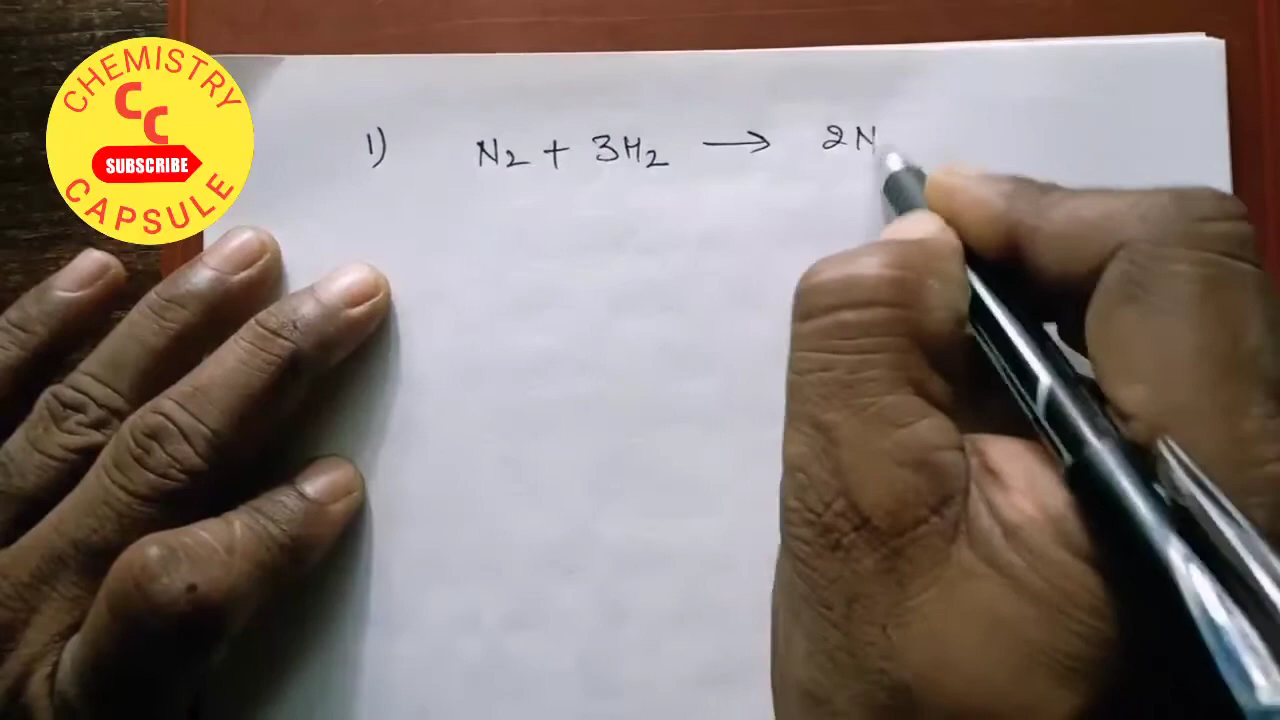 CHEMISTRY
CC
SUBSCRIBE
CAPSULE
1) N2 + 3H2 → 2N